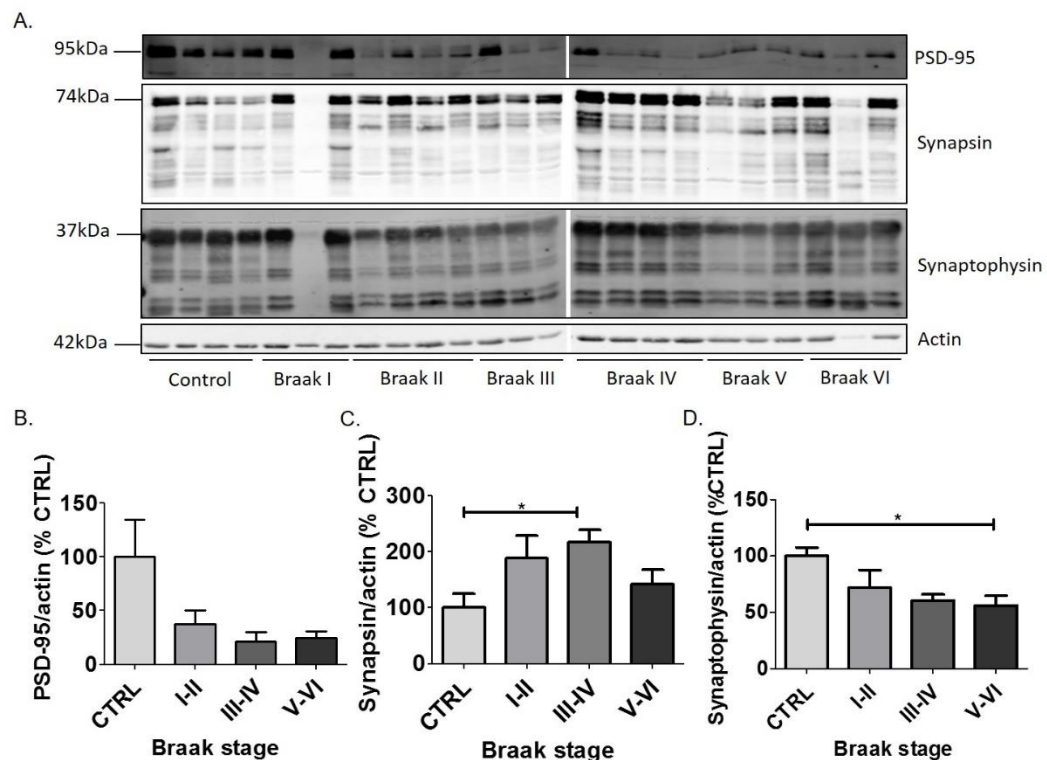 A.
95kDa
PSD-95
74kDa
Synapsin
37kDa
Synaptophysin
42kDa
Actin
Control Braak I Braak II Braak III Braak IV Braak V Braak VI
B.
PSD-95/actin (% CTRL)
150
100
50
0
CTRL I-II III-IV V-VI
Braak stage
C.
Synapsin/actin (% CTRL)
300
200
100
0
*
CTRL I-II III-IV V-VI
Braak stage
D.
Synaptophysin/actin (%CTRL)
150
100
50
0
*
CTRL I-II III-IV V-VI
Braak stage